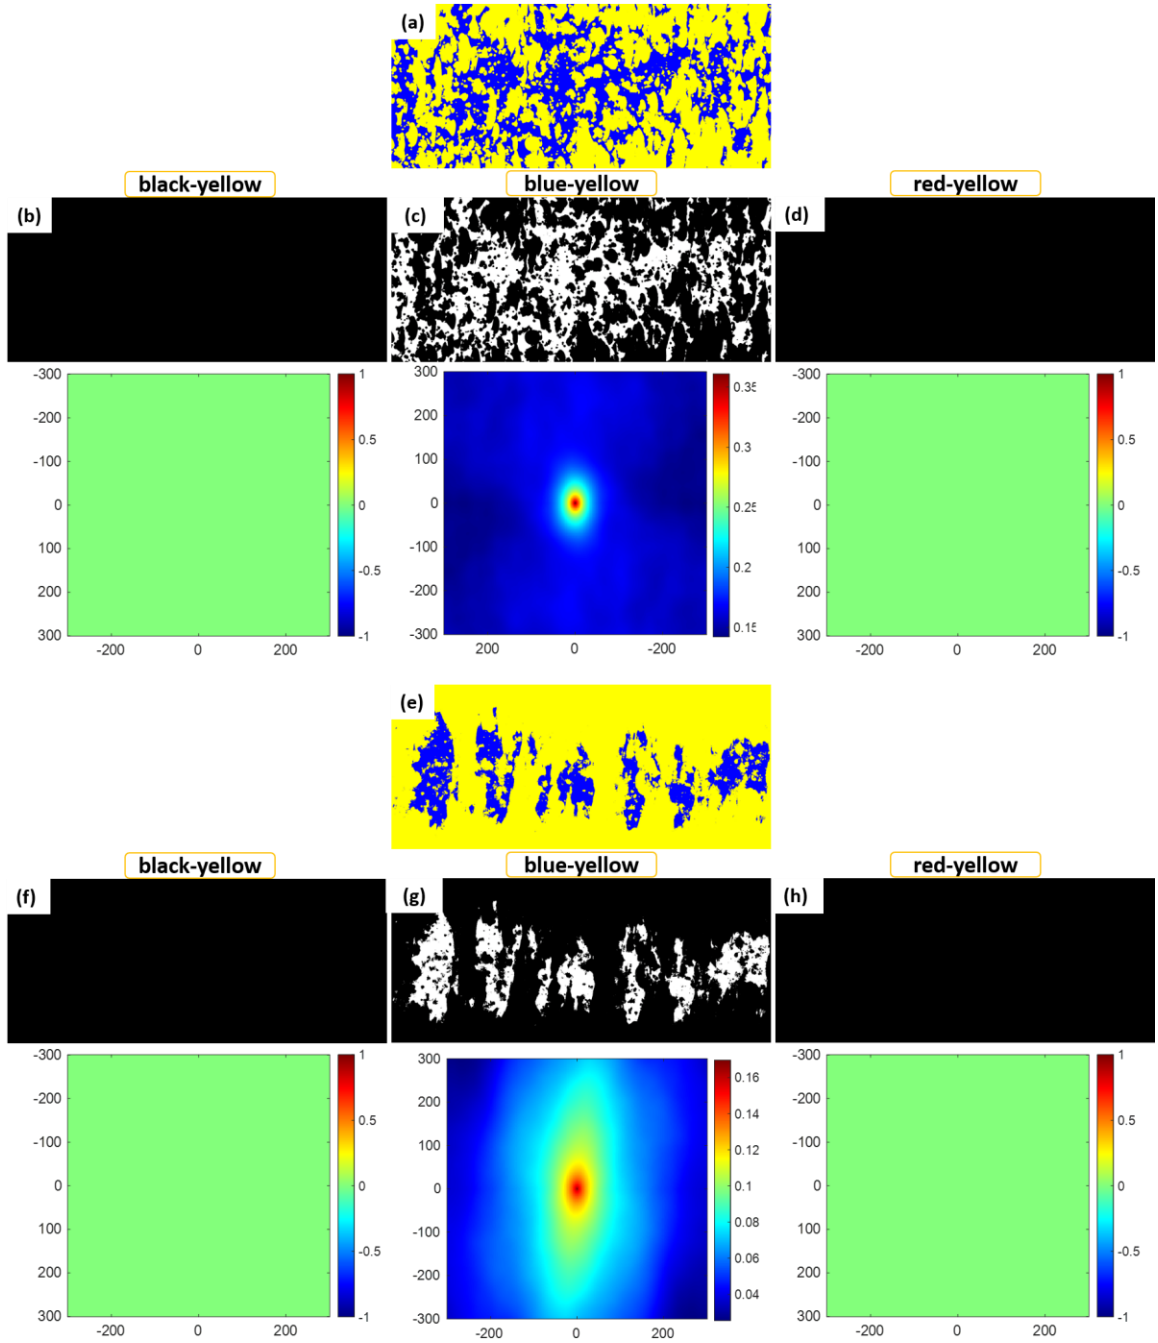 (a)
black-yellow blue-yellow red-yellow
(b) (c) (d)
-300 -200 -100 0 100 200 300
-200 0 200
1 0.5 0 -0.5 -1
300 200 100 0 -100 -200 -300
200 0 -200
0.35 0.3 0.25 0.2 0.15
-300 -200 -100 0 100 200 300
-200 0 200
1 0.5 0 -0.5 -1
(e)
black-yellow blue-yellow red-yellow
(f) (g) (h)
-300 -200 -100 0 100 200 300
-200 0 200
1 0.5 0 -0.5 -1
300 200 100 0 -100 -200 -300
-200 0 200
0.16 0.14 0.12 0.1 0.08 0.06 0.04
-300 -200 -100 0 100 200 300
-200 0 200
1 0.5 0 -0.5 -1